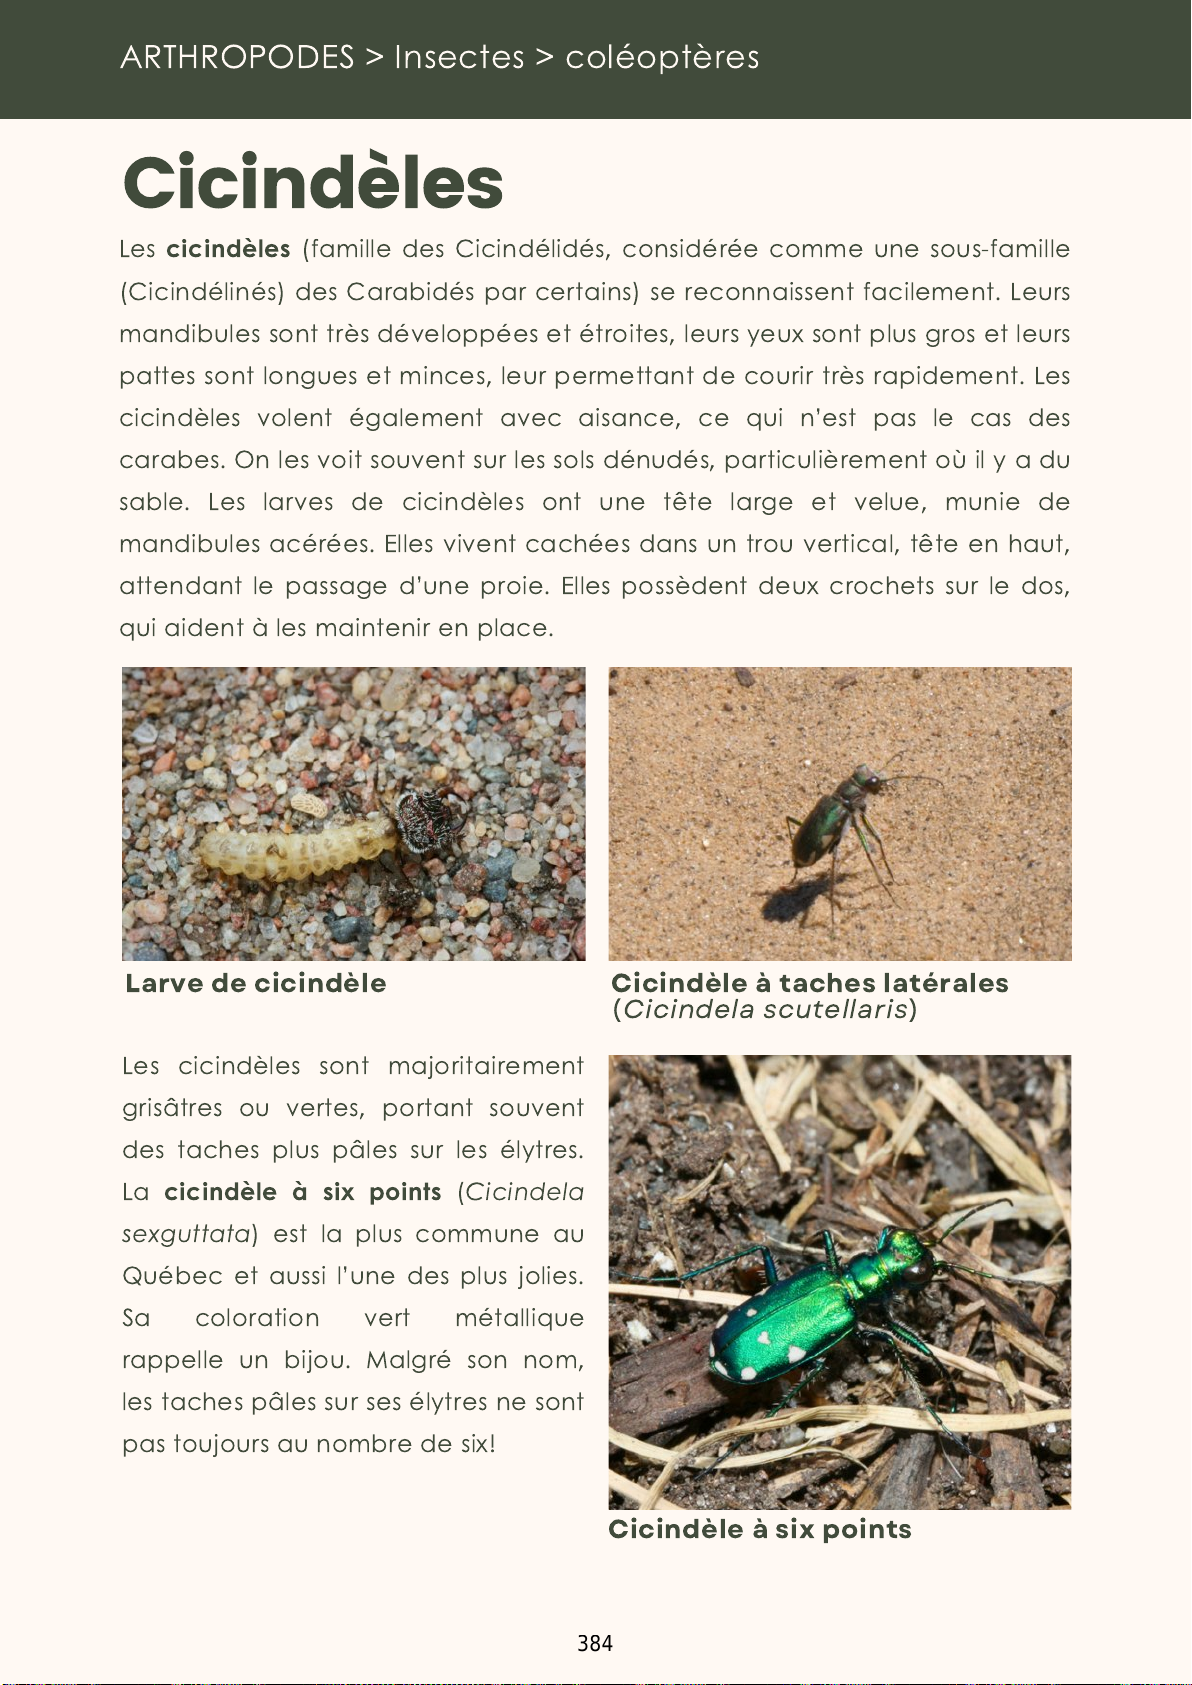 ARTHROPODES > Insectes > coléoptères
Cicindèles
Les cicindèles (famille des Cicindélidés, considérée comme une sous-famille
(Cicindélinés) des Carabidés par certains) se reconnaissent facilement. Leurs
mandibules sont très développées et étroites, leurs yeux sont plus gros et leurs
pattes sont longues et minces, leur permettant de courir très rapidement. Les
cicindèles volent également avec aisance, ce qui n'est pas le cas des
carabes. On les voit souvent sur les sols dénudés, particulièrement où il y a du
sable. Les larves de cicindèles ont une tête large et velue, munie de
mandibules acérées. Elles vivent cachées dans un trou vertical, tête en haut,
attendant le passage d'une proie. Elles possèdent deux crochets sur le dos,
qui aident à les maintenir en place.
Larve de cicindèle
Cicindèle à taches latérales
(Cicindela scutellaris)
Les cicindèles sont majoritairement
grisâtres ou vertes, portant souvent
des taches plus pâles sur les élytres.
La cicindèle à six points (Cicindela
sexguttata) est la plus commune au
Québec et aussi l'une des plus jolies.
Sa coloration vert métallique
rappelle un bijou. Malgré son nom,
les taches pâles sur ses élytres ne sont
pas toujours au nombre de six!
Cicindèle à six points
384